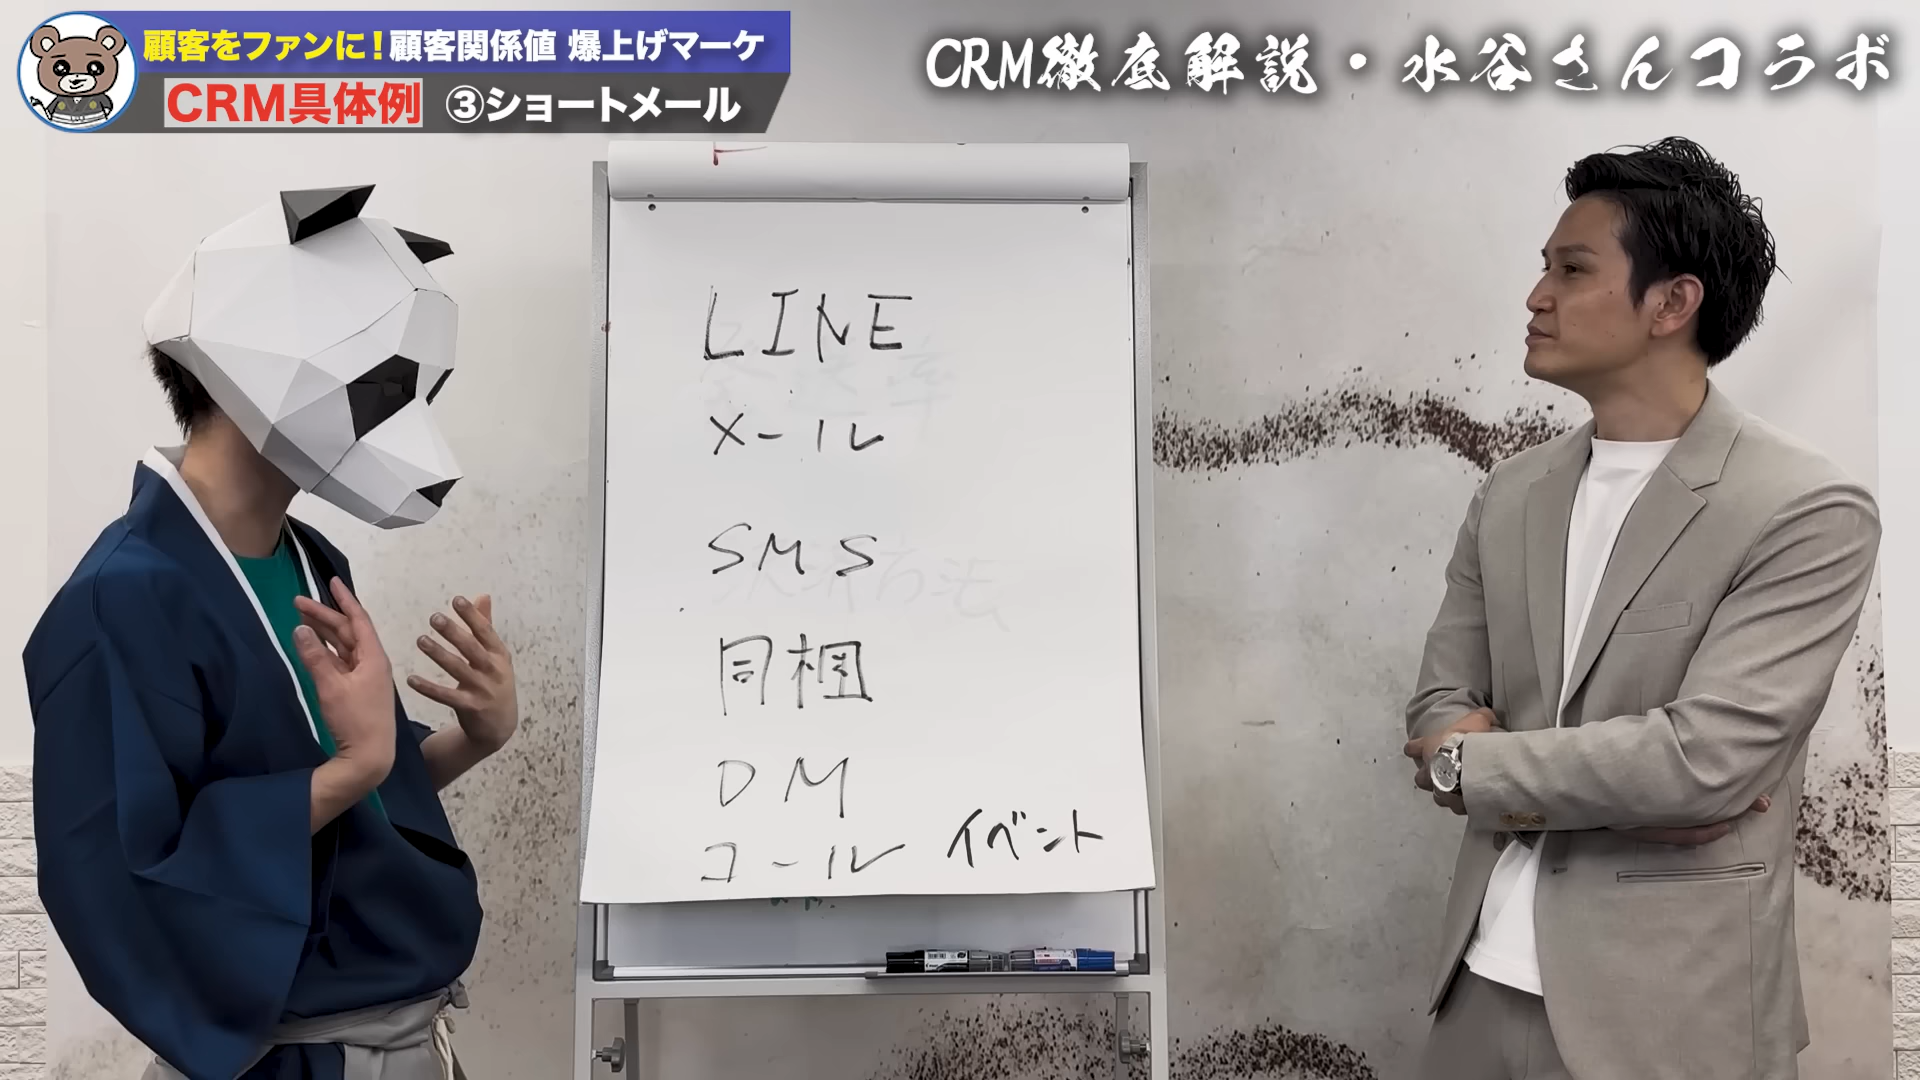 顧客をファンに！顧客関係値 爆上げマーケ
CRM具体例 ③ショートメール
CRM徹底解説・水谷さんコラボ
LINE
メール
SMS
同梱
DM
コール イベント